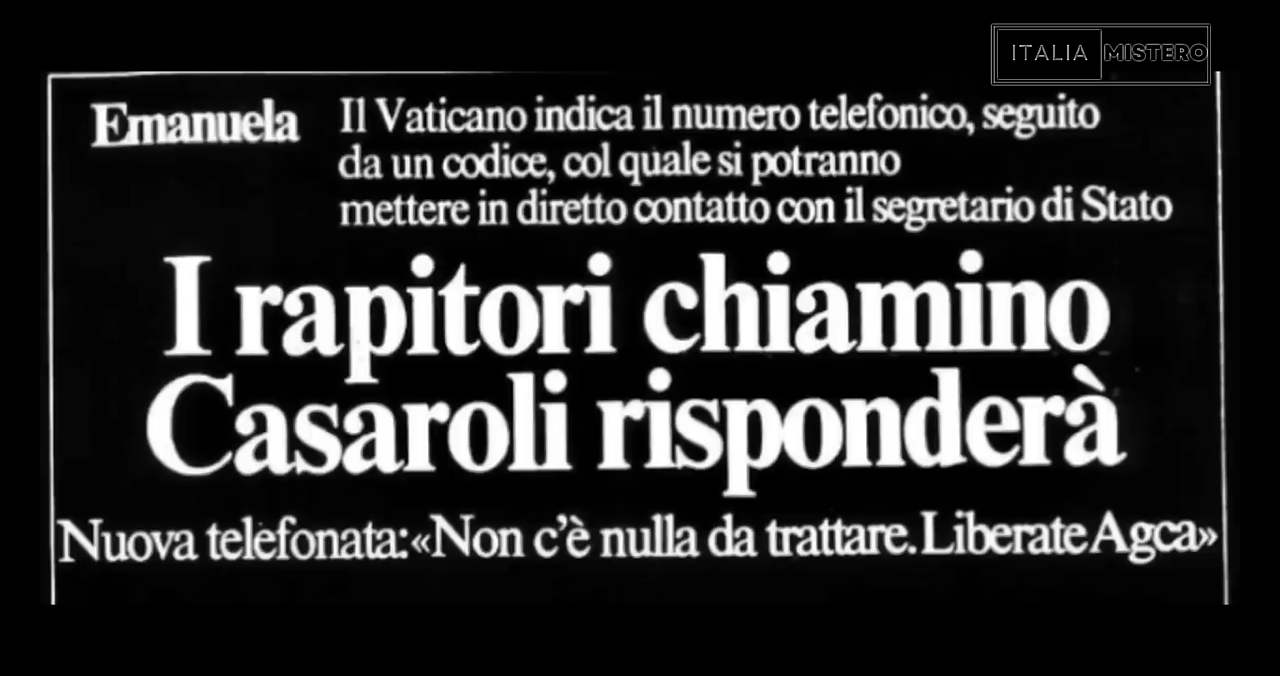 ITALIA MISTERO
Emanuela
Il Vaticano indica il numero telefonico, seguito
da un codice, col quale si potranno
mettere in diretto contatto con il segretario di Stato
I rapitori chiamino
Casaroli risponderà
Nuova telefonata: «Non c'è nulla da trattare. Liberate Agca»